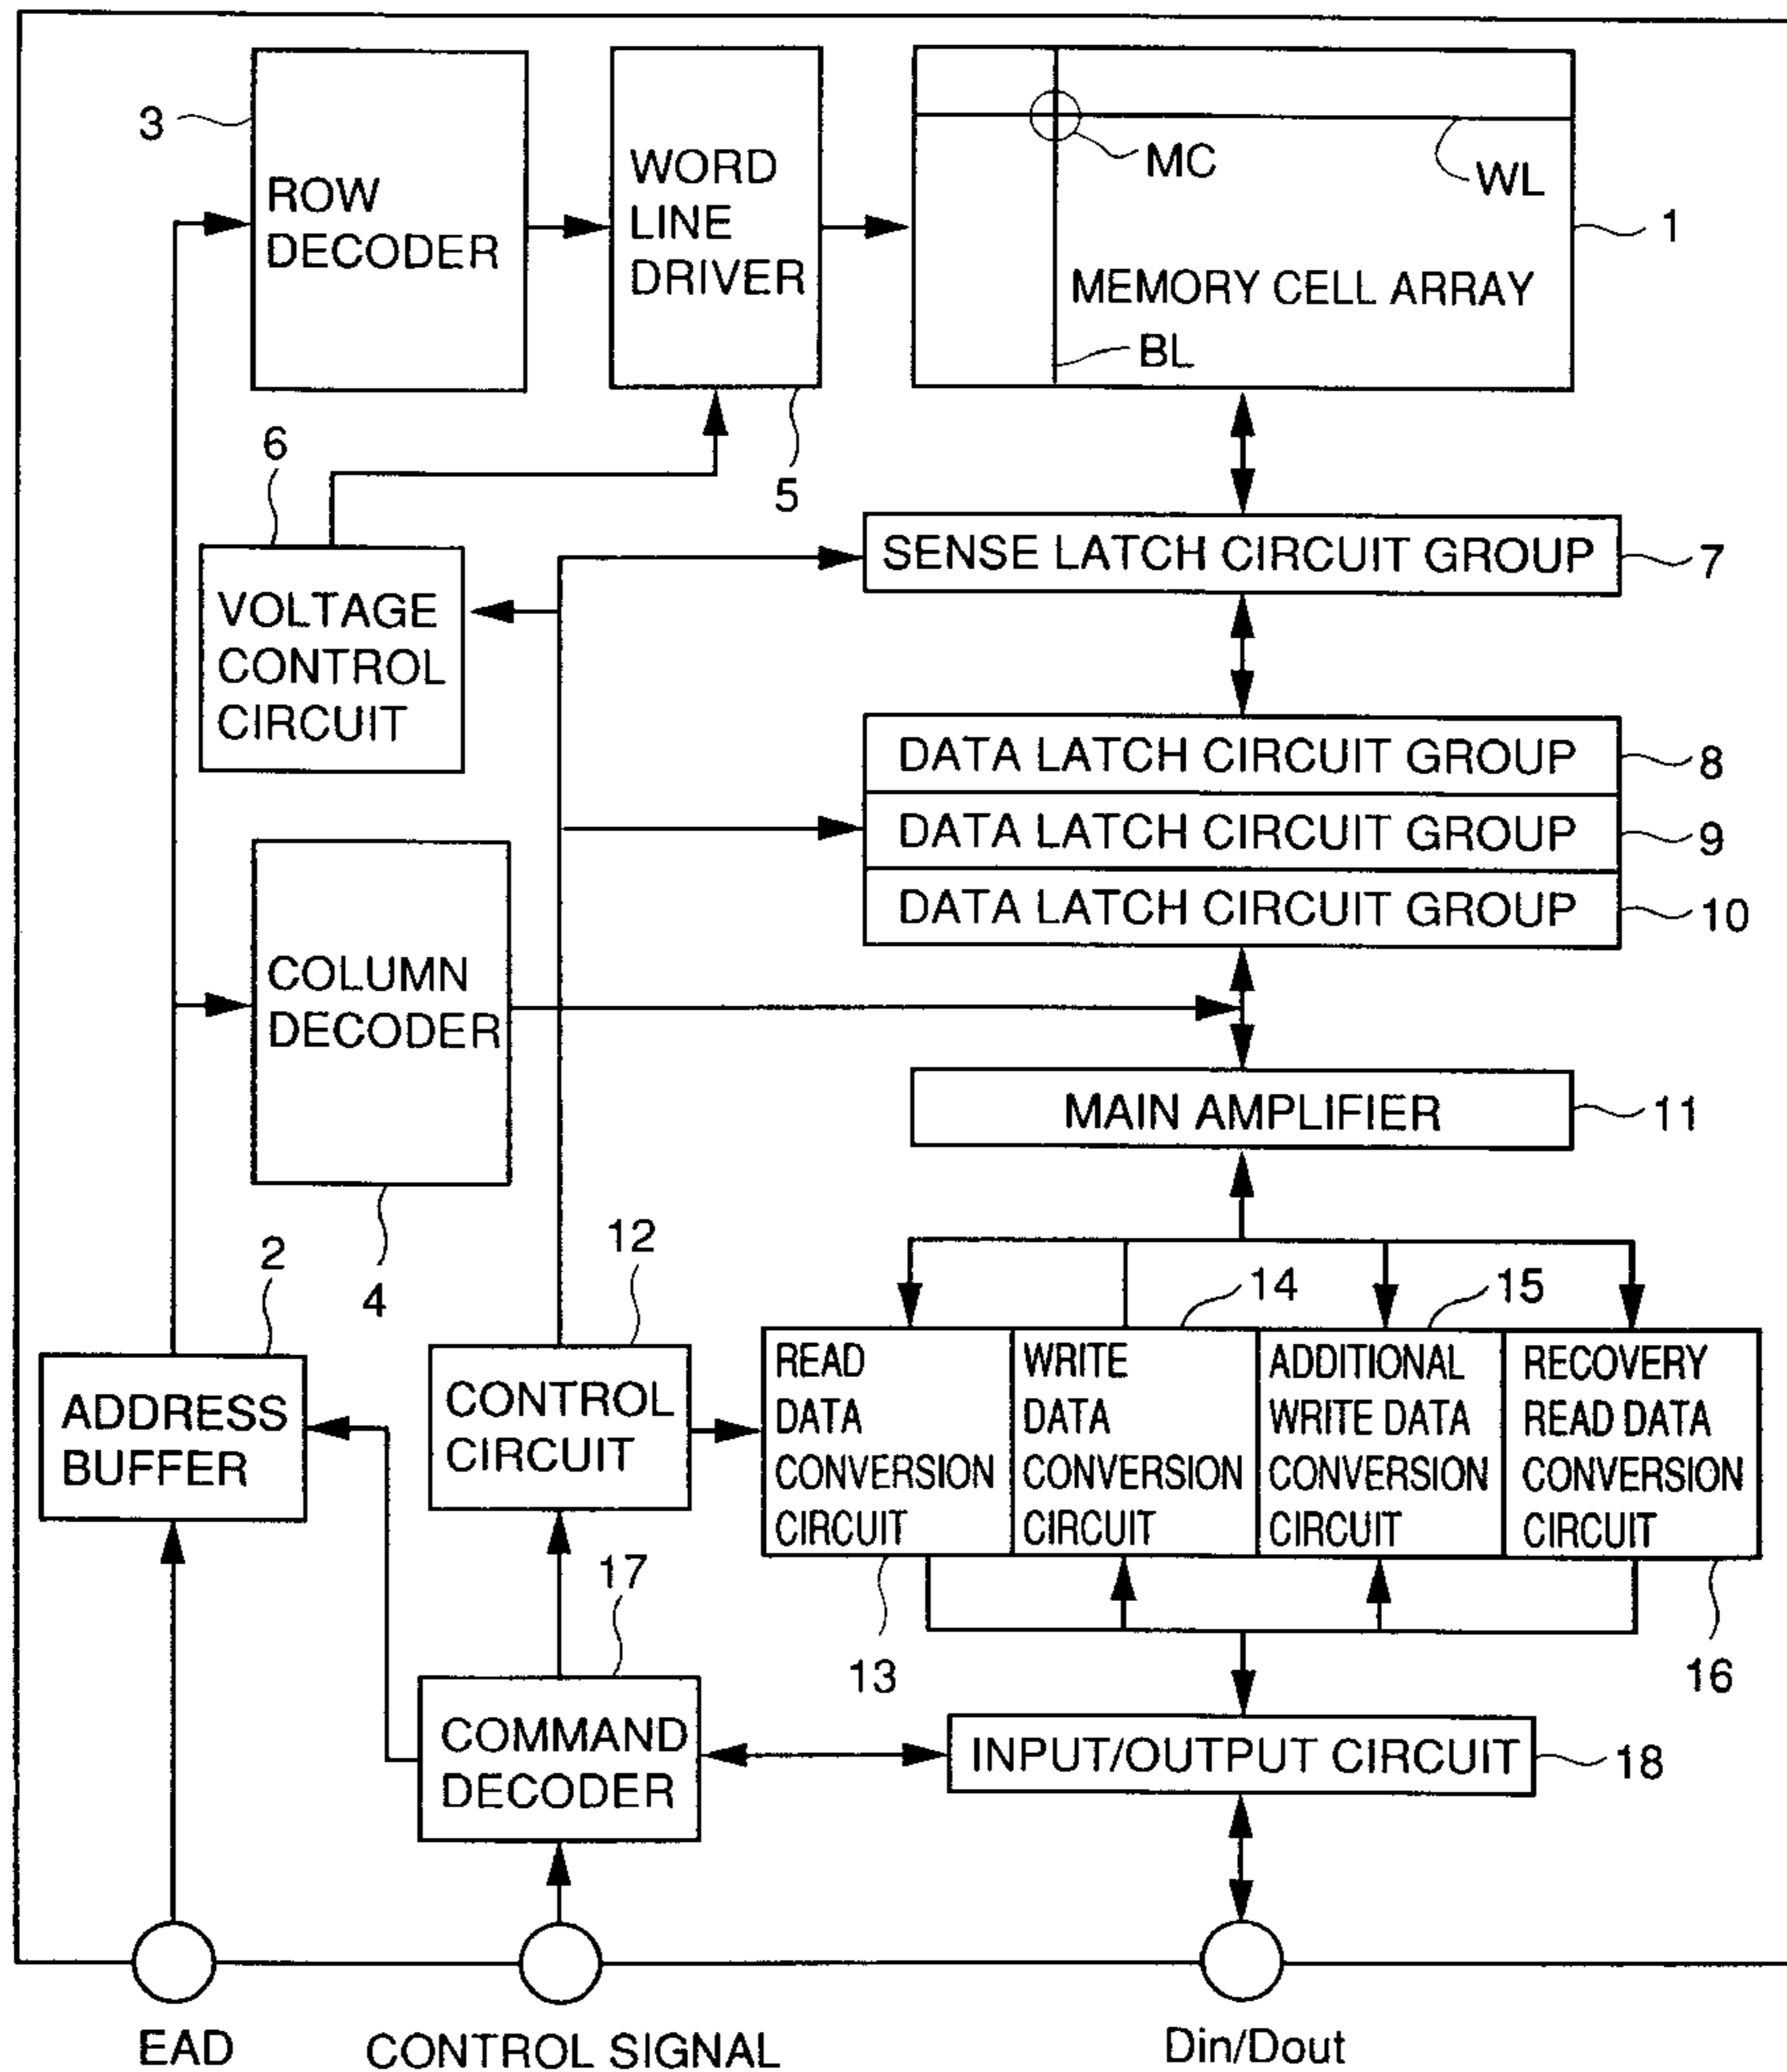 3
ROW
DECODER
WORD
LINE
DRIVER
5
MC
WL
1
MEMORY CELL ARRAY
BL
6
VOLTAGE
CONTROL
CIRCUIT
SENSE LATCH CIRCUIT GROUP
7
DATA LATCH CIRCUIT GROUP
8
DATA LATCH CIRCUIT GROUP
9
DATA LATCH CIRCUIT GROUP
10
COLUMN
DECODER
4
MAIN AMPLIFIER
11
2
ADDRESS
BUFFER
12
CONTROL
CIRCUIT
READ
DATA
CONVERSION
CIRCUIT
13
14
WRITE
DATA
CONVERSION
CIRCUIT
15
ADDITIONAL
WRITE DATA
CONVERSION
CIRCUIT
RECOVERY
READ DATA
CONVERSION
CIRCUIT
16
17
COMMAND
DECODER
INPUT/OUTPUT CIRCUIT
18
EAD
CONTROL SIGNAL
Din/Dout